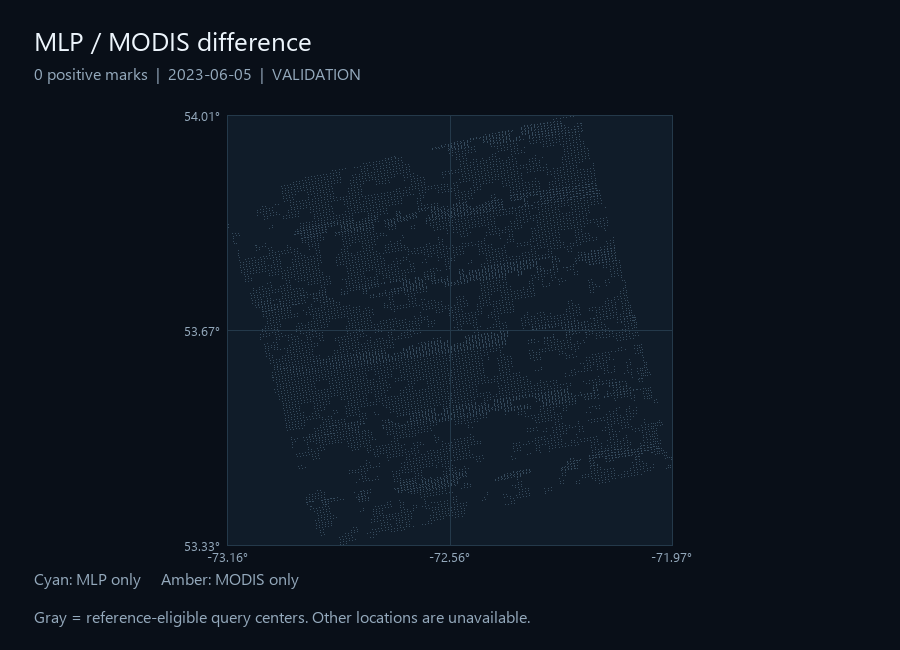 MLP / MODIS difference
0 positive marks | 2023-06-05 | VALIDATION
54.01°
53.67°
53.33°
-73.16° -72.56° -71.97°
Cyan: MLP only Amber: MODIS only
Gray = reference-eligible query centers. Other locations are unavailable.